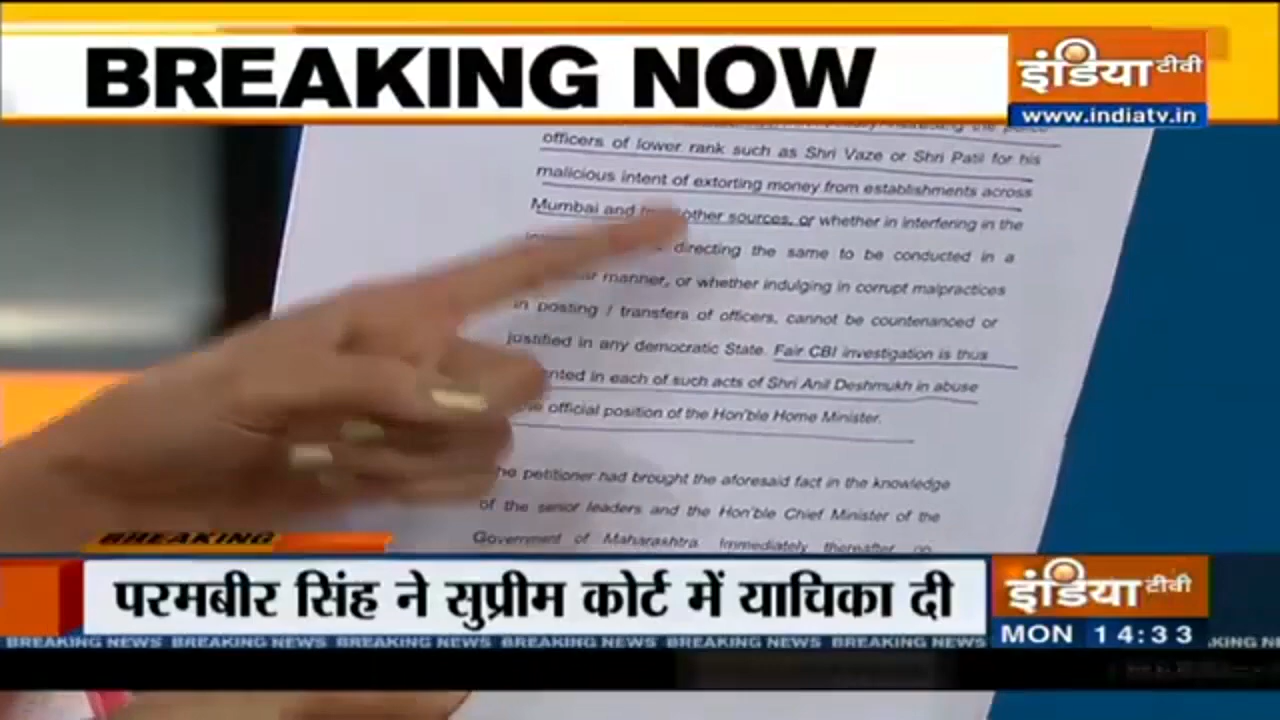 BREAKING NOW
इंडिया टीवी
www.indiatv.in
officers of lower rank such as Shri Vaze or Shri Patil for his
malicious intent of extorting money from establishments across
Mumbai and other sources, or whether in interfering in the
directing the same to be conducted in a
manner, or whether indulging in corrupt malpractices
in posting / transfers of officers, cannot be countenanced or
justified in any democratic State. Fair CBI investigation is thus
in each of such acts of Shri Anil Deshmukh in abuse
official position of the Hon'ble Home Minister.
petitioner had brought the aforesaid fact in the knowledge
of the senior leaders and the Hon'ble Chief Minister of the
Government of Maharashtra. Immediately thereafter on
BREAKING
परमबीर सिंह ने सुप्रीम कोर्ट में याचिका दी
इंडिया टीवी
MON 14:33
BREAKING NEWS BREAKING NEWS BREAKING NEWS BREAKING NEWS BREAKING NEWS BREAKING NEWS